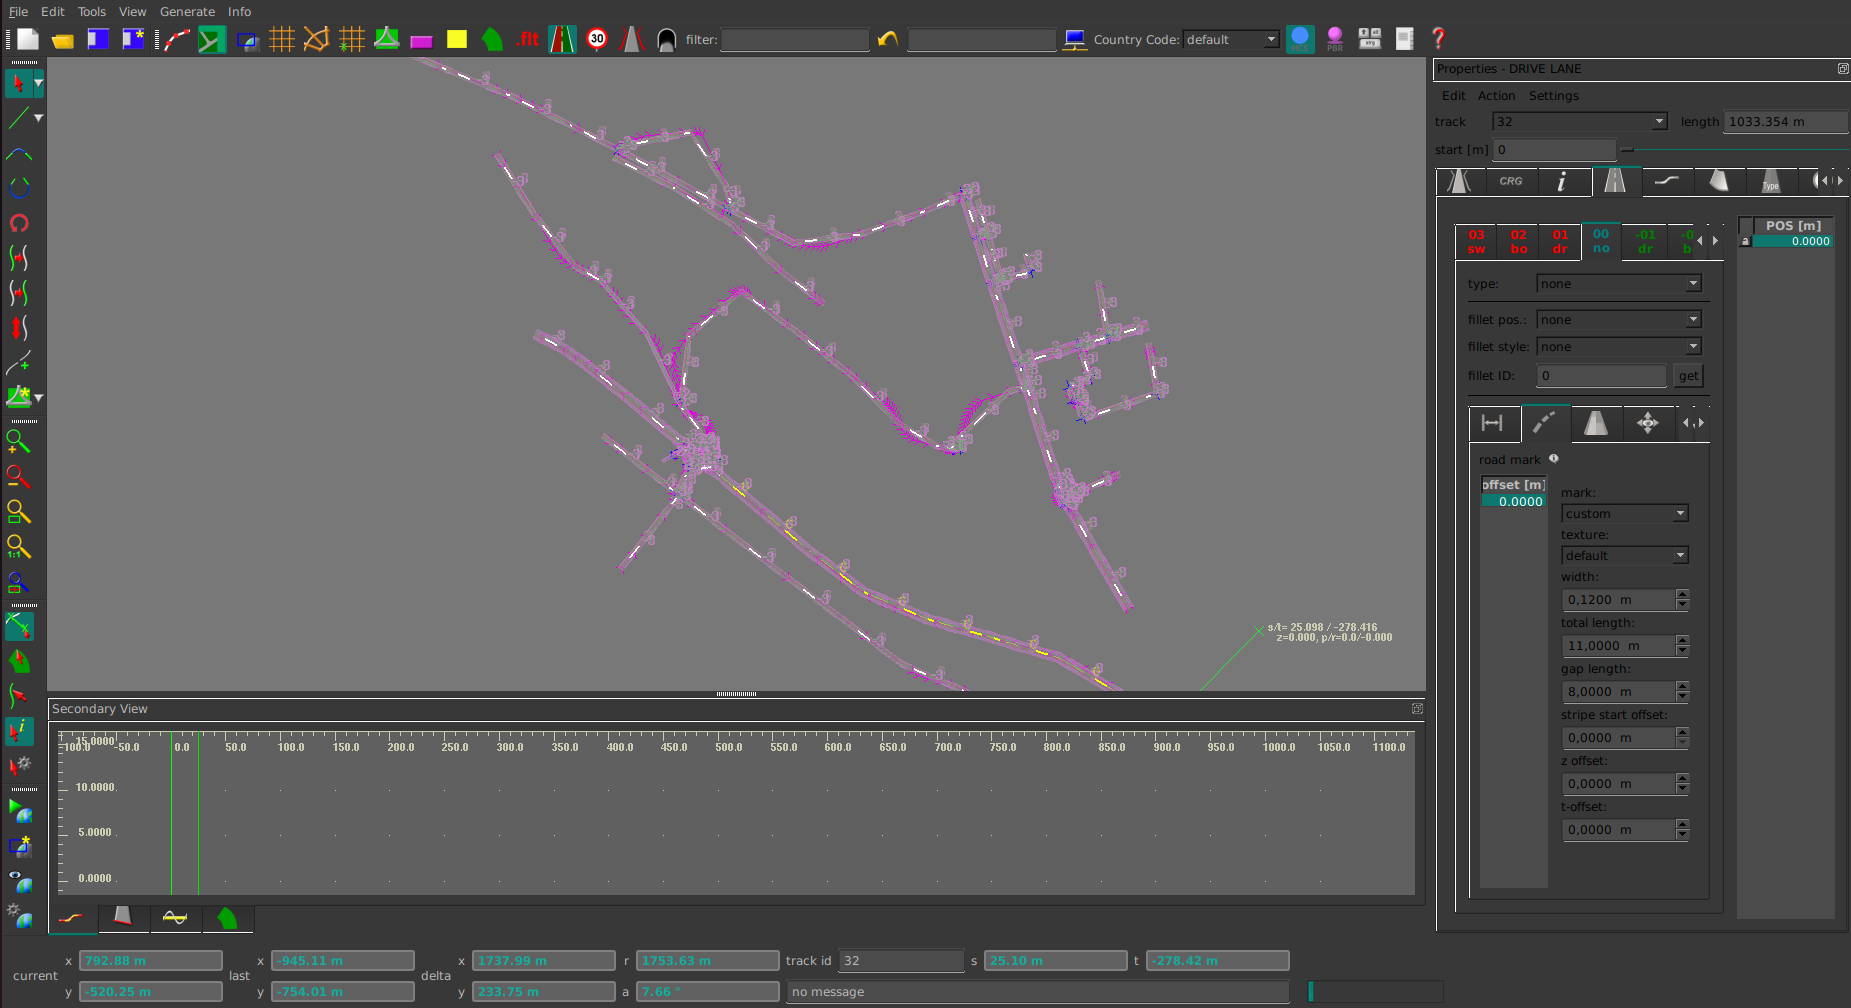 File Edit Tools View Generate Info
.flt 30 filter: Country Code: default HCS PBR ?
Properties - DRIVE LANE
Edit Action Settings
track 32 length 1033.354 m
start [m] 0
CRG i Type
03 sw 02 bo 01 dr 00 no -01 dr -0 b
POS [m]
0.0000
type: none
fillet pos.: none
fillet style: none
fillet ID: 0 get
road mark
offset [m]
0.0000
mark:
custom
texture:
default
width:
0,1200 m
total length:
11,0000 m
gap length:
8,0000 m
stripe start offset:
0,0000 m
z offset:
0,0000 m
t-offset:
0,0000 m
1:1
s/t= 25.098 / -278.416
z=0.000, p/r=0.0/-0.000
Secondary View
-50.0 0.0 50.0 100.0 150.0 200.0 250.0 300.0 350.0 400.0 450.0 500.0 550.0 600.0 650.0 700.0 750.0 800.0 850.0 900.0 950.0 1000.0 1050.0 1100.0
15.0000
10.0000
5.0000
0.0000
current x 792.88 m last x -945.11 m delta x 1737.99 m r 1753.63 m track id 32 s 25.10 m t -278.42 m
y -520.25 m y -754.01 m y 233.75 m a 7.66 ° no message